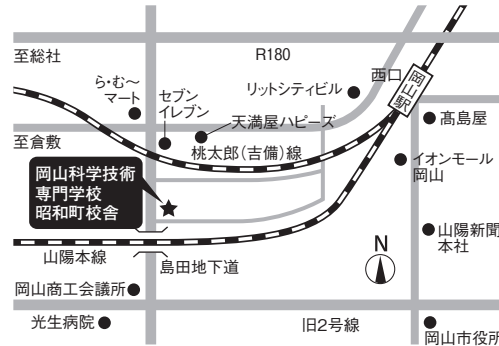 至総社
R180
ら・む〜
マート
セブン
イレブン
リットシティビル
西口
岡山駅
天満屋ハピーズ
髙島屋
至倉敷
桃太郎（吉備）線
イオンモール
岡山
岡山科学技術
専門学校
昭和町校舎
山陽新聞
本社
山陽本線
島田地下道
N
岡山商工会議所
光生病院
旧2号線
岡山市役所